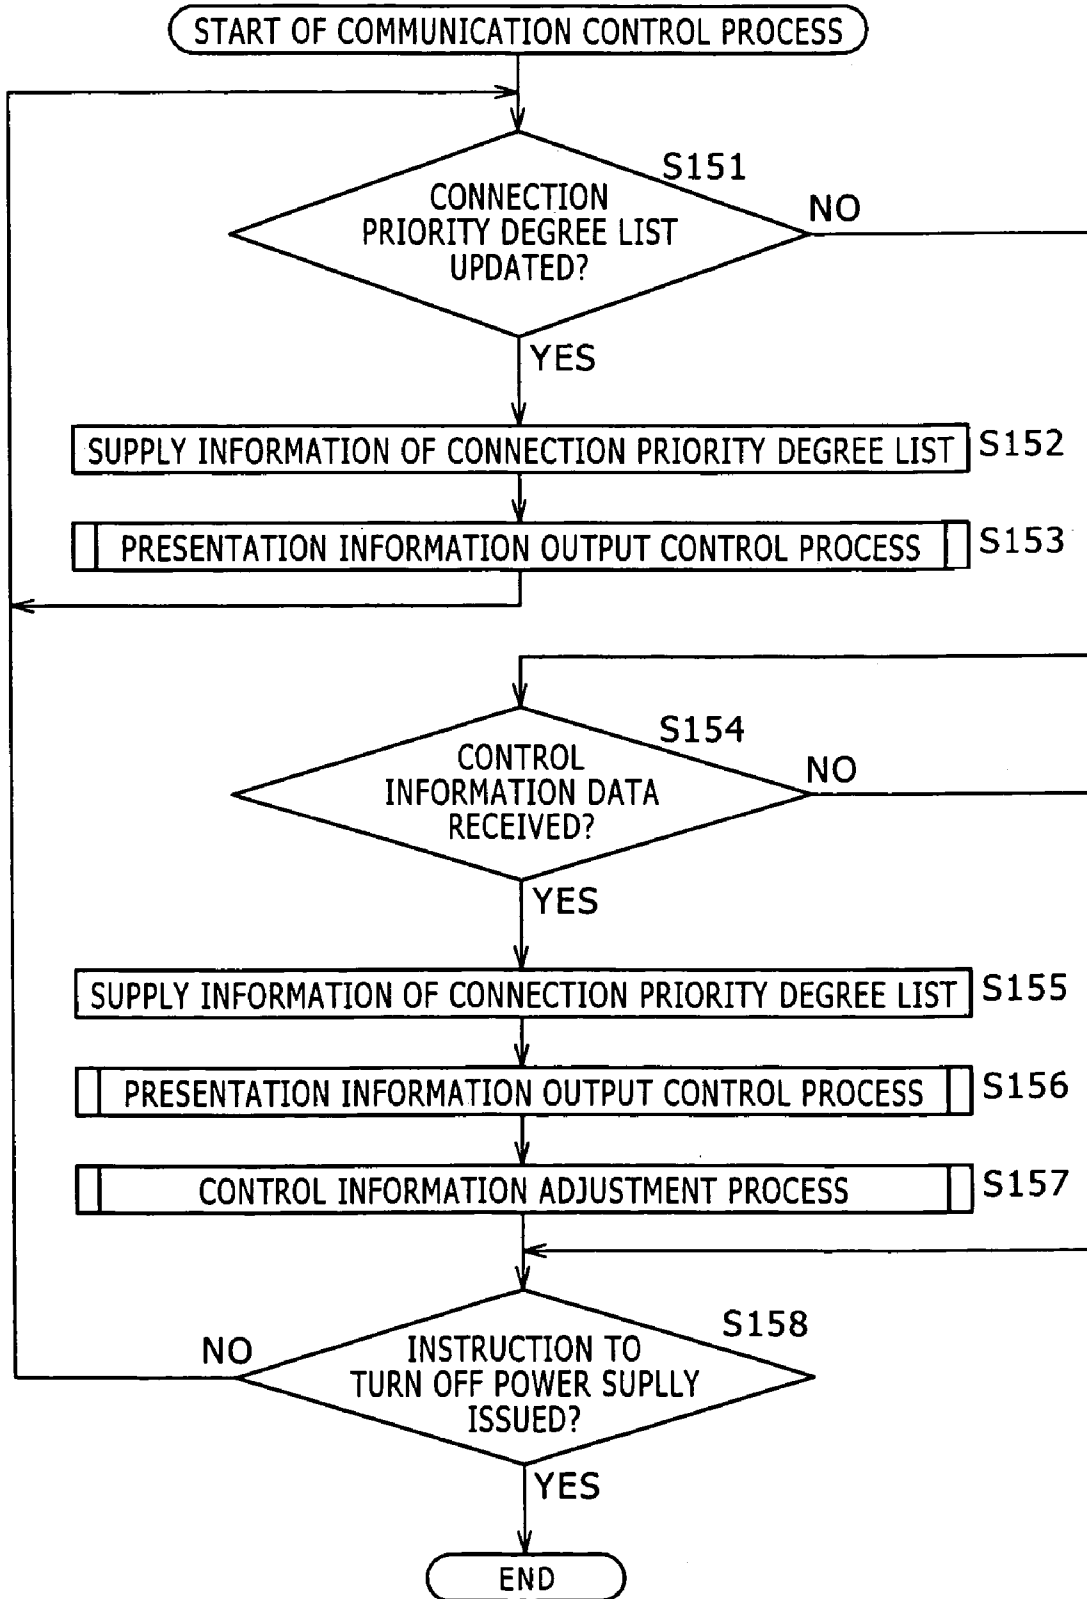 START OF COMMUNICATION CONTROL PROCESS
S151
CONNECTION
PRIORITY DEGREE LIST
UPDATED?
NO
YES
SUPPLY INFORMATION OF CONNECTION PRIORITY DEGREE LIST
S152
PRESENTATION INFORMATION OUTPUT CONTROL PROCESS
S153
S154
CONTROL
INFORMATION DATA
RECEIVED?
NO
YES
SUPPLY INFORMATION OF CONNECTION PRIORITY DEGREE LIST
S155
PRESENTATION INFORMATION OUTPUT CONTROL PROCESS
S156
CONTROL INFORMATION ADJUSTMENT PROCESS
S157
S158
NO
INSTRUCTION TO
TURN OFF POWER SUPLLY
ISSUED?
YES
END